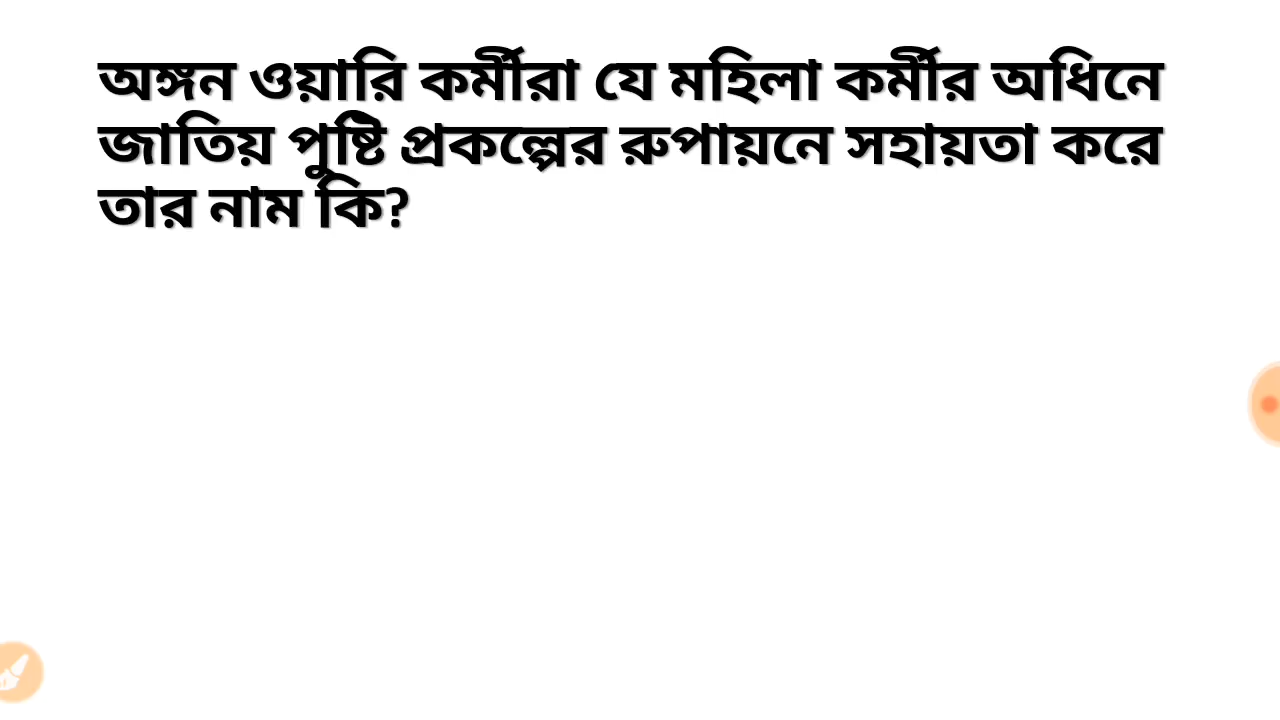 অঙ্গন ওয়ারি কর্মীরা যে মহিলা কর্মীর অধিনে
জাতিয় পুষ্টি প্রকল্পের রুপায়নে সহায়তা করে
তার নাম কি?